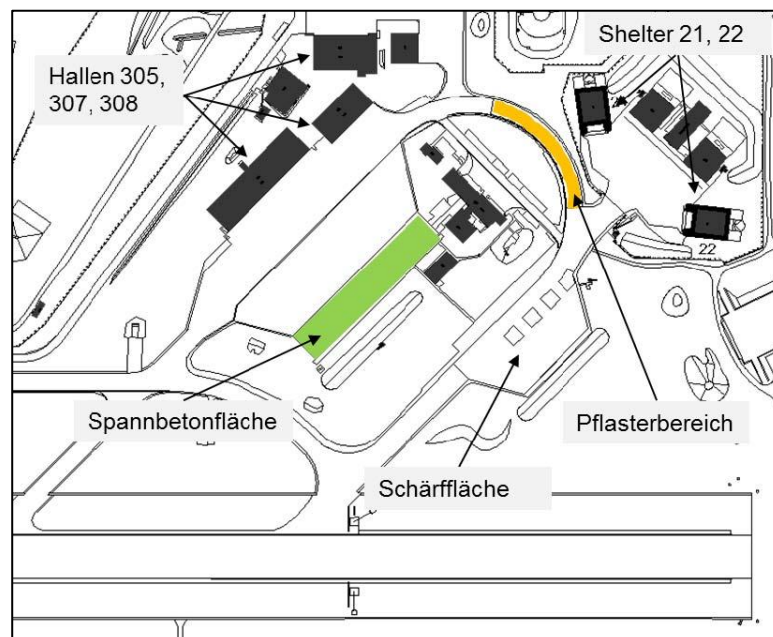 Shelter 21, 22
Hallen 305,
307, 308
22
Spannbetonfläche
Pflasterbereich
Schärffläche